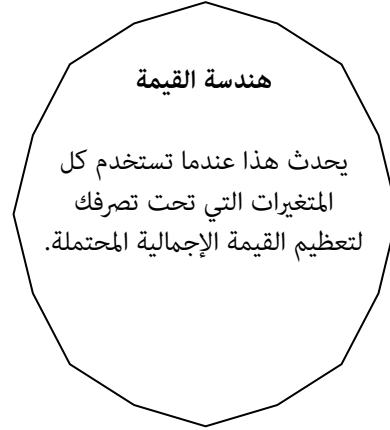 هندسة القيمة
يحدث هذا عندما تستخدم كل
المتغيرات التي تحت تصرفك
لتعظيم القيمة الإجمالية المحتملة.